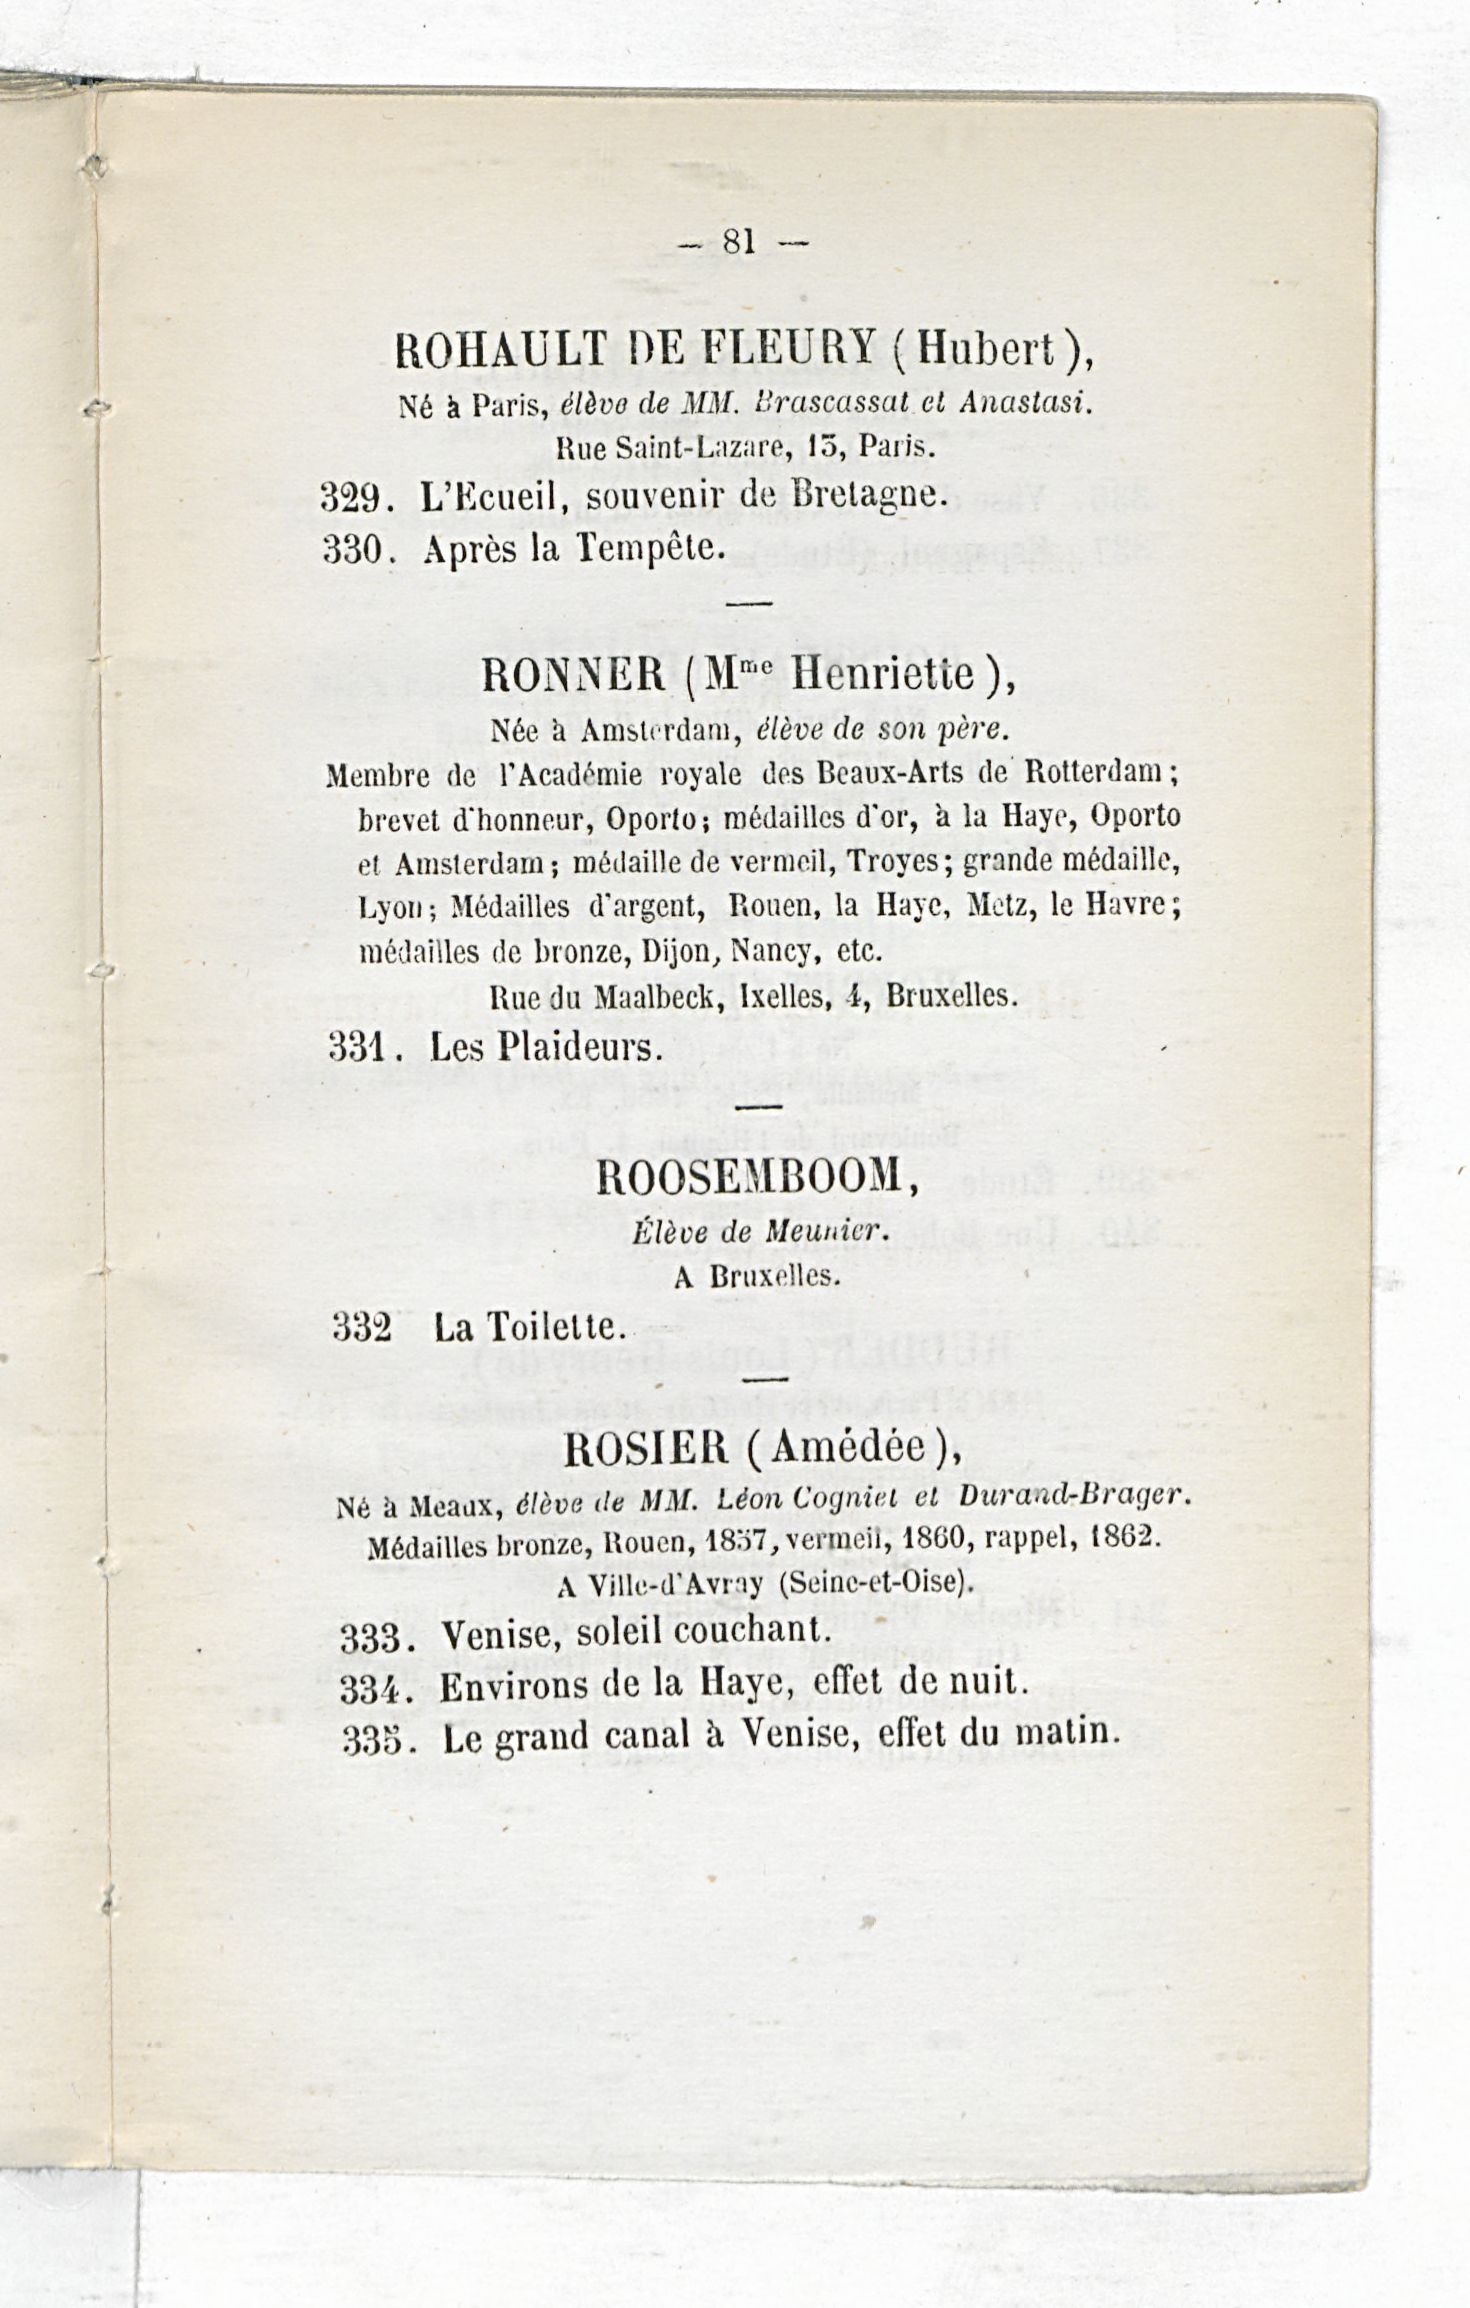 — 81 —
ROHAULT DE FLEURY (Hubert),
Né à Paris, élève de MM. Brascassat et Anastasi.
Rue Saint-Lazare, 13, Paris.
329. L'Ecueil, souvenir de Bretagne.
330. Après la Tempête.
RONNER (Mme Henriette),
Née à Amsterdam, élève de son père.
Membre de l'Académie royale des Beaux-Arts de Rotterdam;
brevet d'honneur, Oporto; médailles d'or, à la Haye, Oporto
et Amsterdam; médaille de vermeil, Troyes; grande médaille,
Lyon; Médailles d'argent, Rouen, la Haye, Metz, le Havre;
médailles de bronze, Dijon, Nancy, etc.
Rue du Maalbeck, Ixelles, 4, Bruxelles.
331. Les Plaideurs.
ROOSEMBOOM,
Élève de Meunier.
A Bruxelles.
332 La Toilette.
ROSIER (Amédée),
Né à Meaux, élève de MM. Léon Cogniet et Durand-Brager.
Médailles bronze, Rouen, 1857, vermeil, 1860, rappel, 1862.
A Ville-d'Avray (Seine-et-Oise).
333. Venise, soleil couchant.
334. Environs de la Haye, effet de nuit.
335. Le grand canal à Venise, effet du matin.